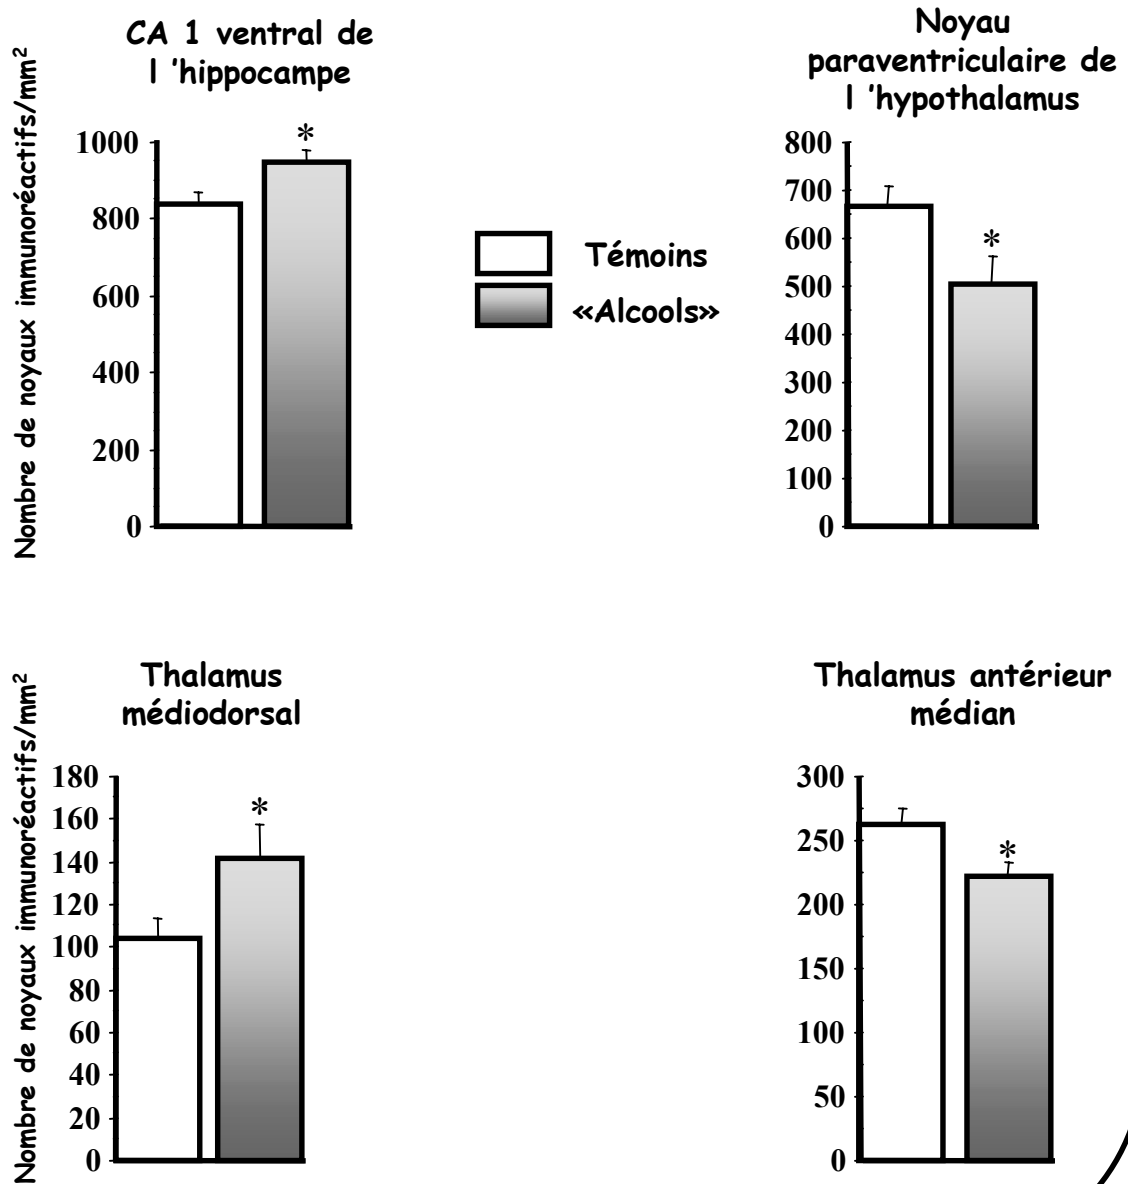 CA 1 ventral de
l 'hippocampe
Nombre de noyaux immunoréactifs/mm²
1000
800
600
400
200
0
*
Témoins
«Alcools»
Noyau
paraventriculaire de
l 'hypothalamus
800
700
600
500
400
300
200
100
0
*
Thalamus
médiodorsal
Nombre de noyaux immunoréactifs/mm²
180
160
140
120
100
80
60
40
20
0
*
Thalamus antérieur
médian
300
250
200
150
100
50
0
*